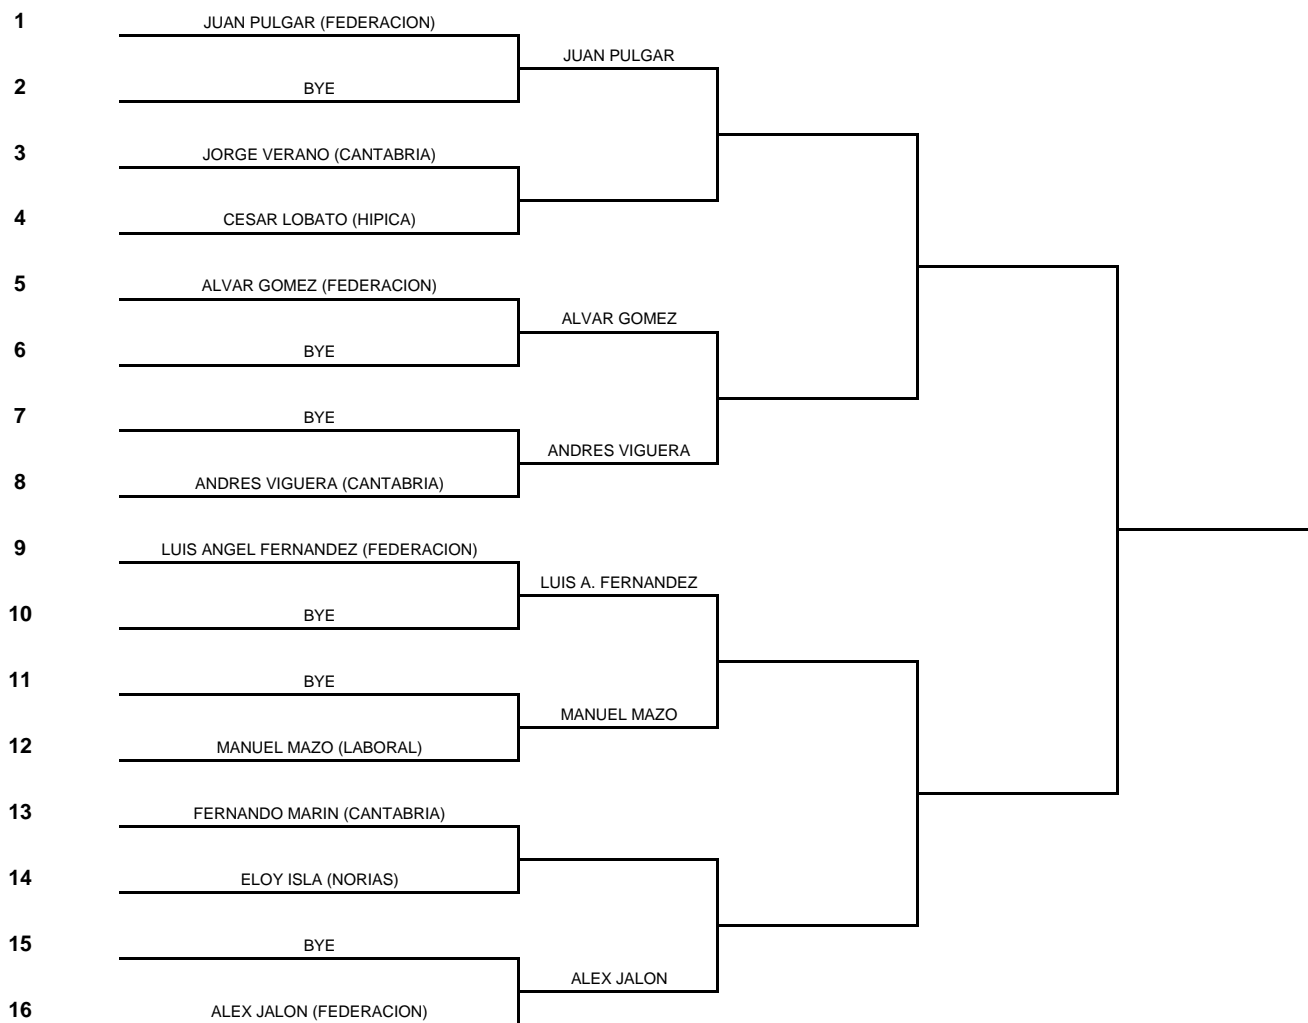 1 JUAN PULGAR (FEDERACION)
JUAN PULGAR
2 BYE
3 JORGE VERANO (CANTABRIA)
4 CESAR LOBATO (HIPICA)
5 ALVAR GOMEZ (FEDERACION)
ALVAR GOMEZ
6 BYE
7 BYE
ANDRES VIGUERA
8 ANDRES VIGUERA (CANTABRIA)
9 LUIS ANGEL FERNANDEZ (FEDERACION)
LUIS A. FERNANDEZ
10 BYE
11 BYE
MANUEL MAZO
12 MANUEL MAZO (LABORAL)
13 FERNANDO MARIN (CANTABRIA)
14 ELOY ISLA (NORIAS)
15 BYE
ALEX JALON
16 ALEX JALON (FEDERACION)